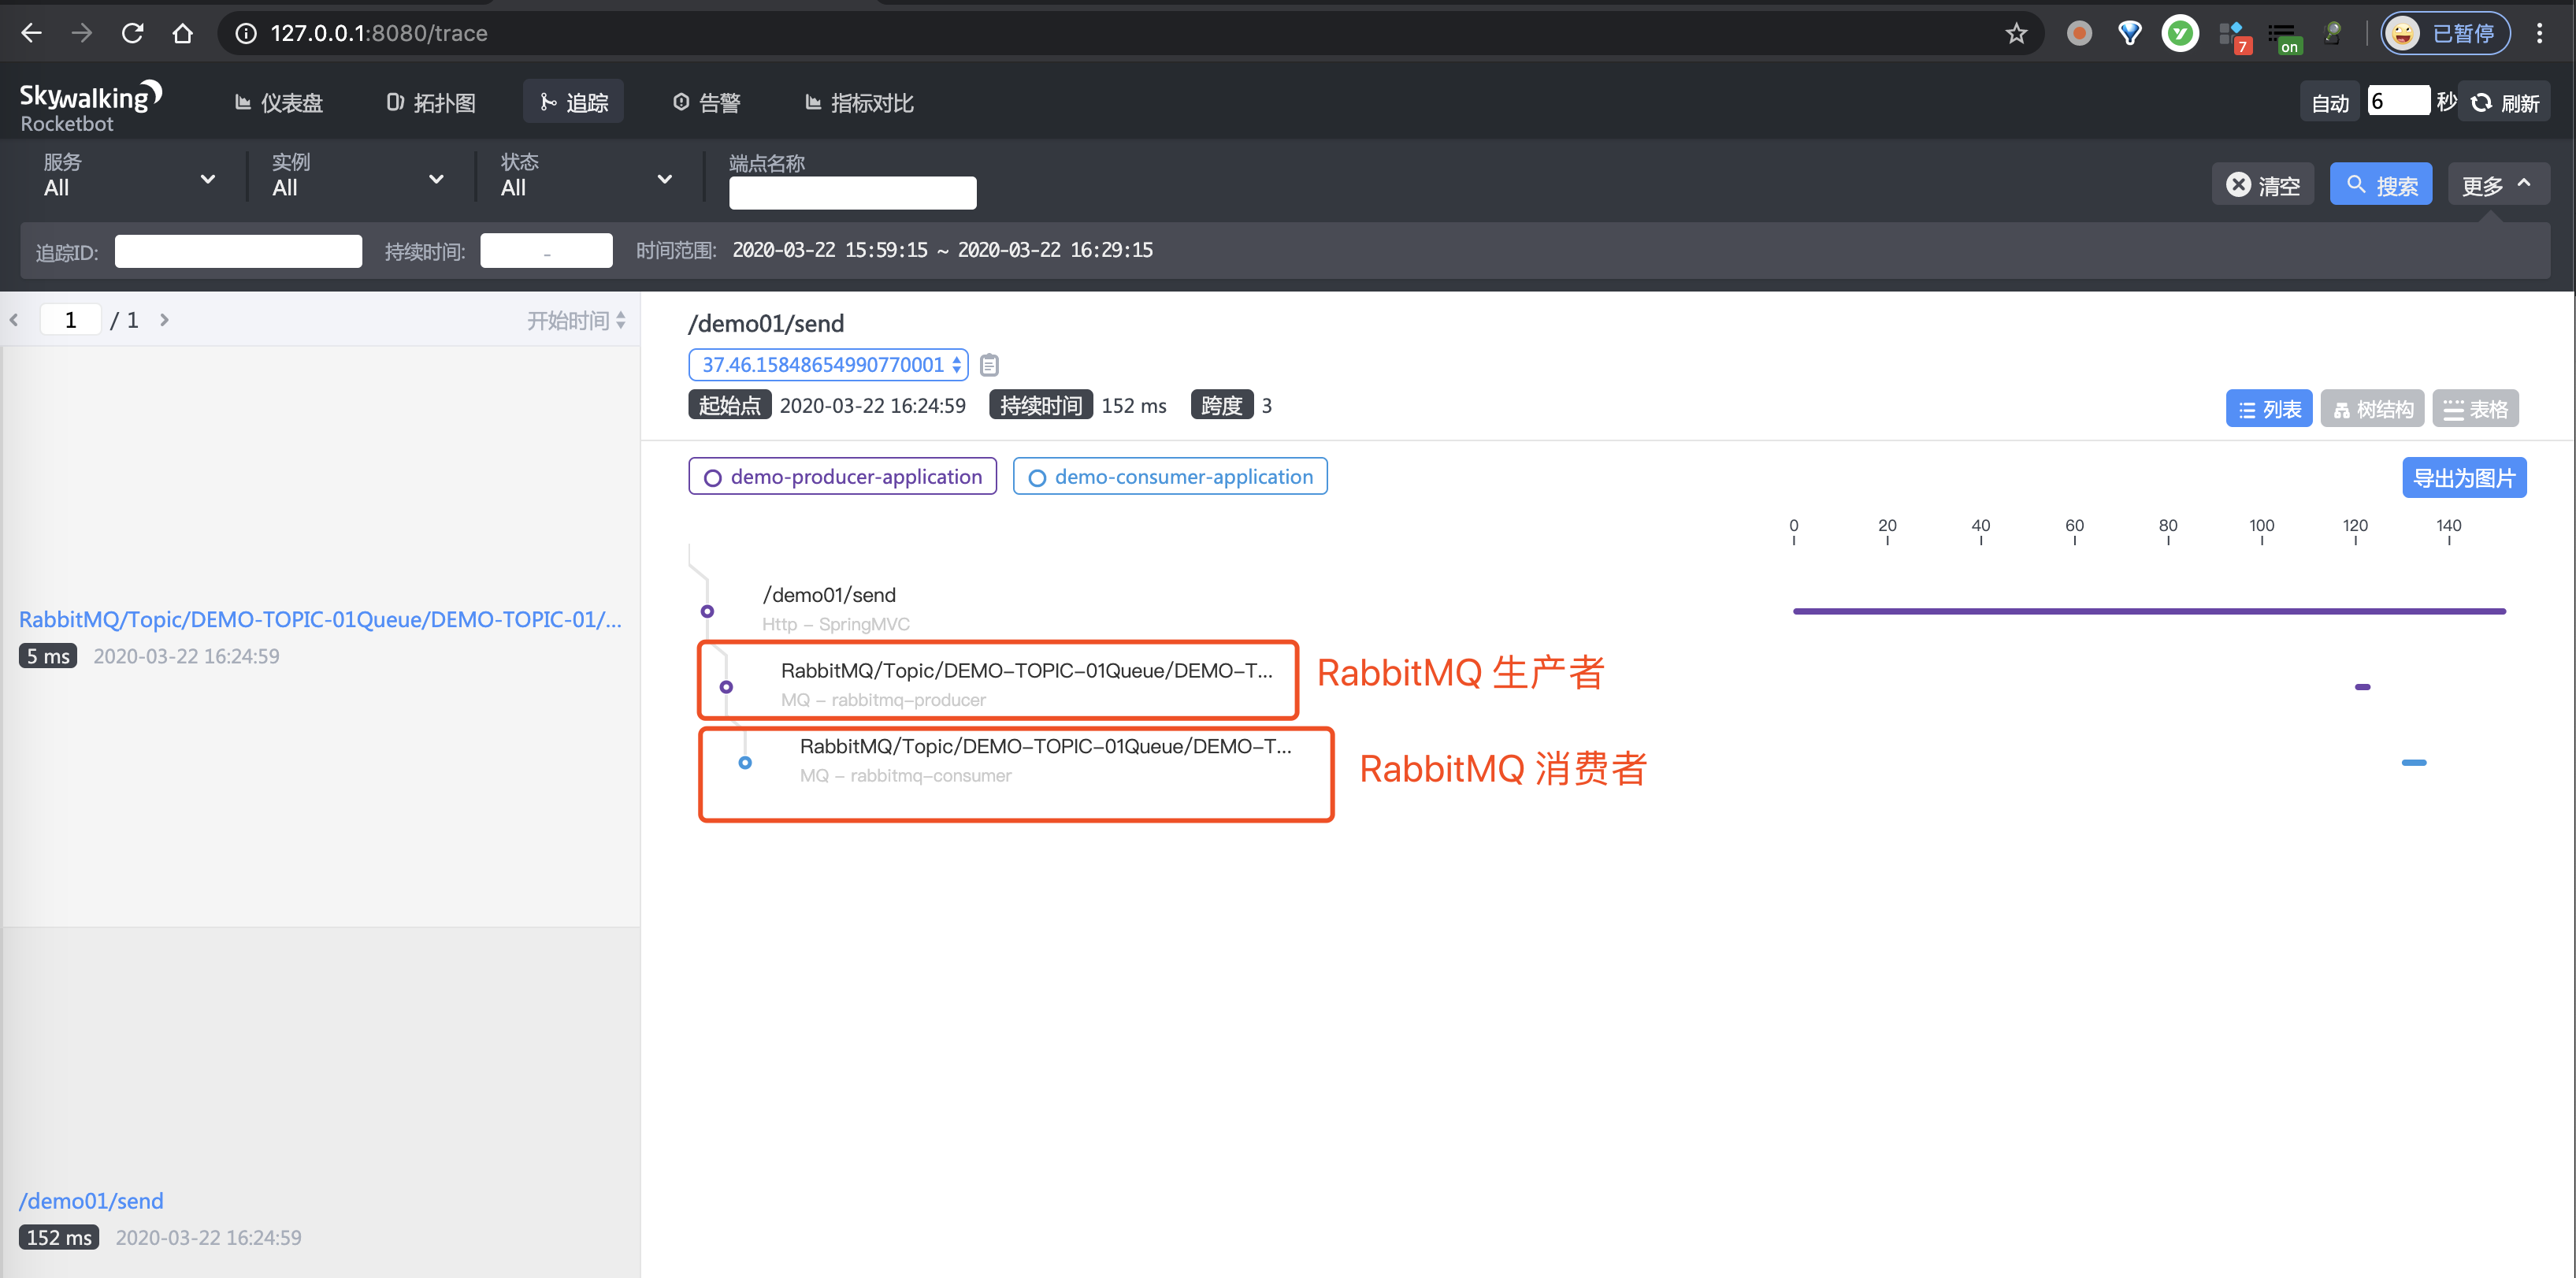 127.0.0.1:8080/trace
7
on
已暂停
Skywalking
Rocketbot
仪表盘
拓扑图
追踪
告警
指标对比
自动
6
秒
刷新
服务
All
实例
All
状态
All
端点名称
清空
搜索
更多
追踪ID:
持续时间:
-
时间范围:
2020-03-22 15:59:15 ~ 2020-03-22 16:29:15
1 / 1
开始时间
RabbitMQ/Topic/DEMO-TOPIC-01Queue/DEMO-TOPIC-01/...
5 ms 2020-03-22 16:24:59
/demo01/send
152 ms 2020-03-22 16:24:59
/demo01/send
37.46.15848654990770001
起始点 2020-03-22 16:24:59 持续时间 152 ms 跨度 3
列表
树结构
表格
demo-producer-application
demo-consumer-application
导出为图片
0 20 40 60 80 100 120 140
/demo01/send
Http - SpringMVC
RabbitMQ/Topic/DEMO-TOPIC-01Queue/DEMO-T...
MQ - rabbitmq-producer
RabbitMQ 生产者
RabbitMQ/Topic/DEMO-TOPIC-01Queue/DEMO-T...
MQ - rabbitmq-consumer
RabbitMQ 消费者